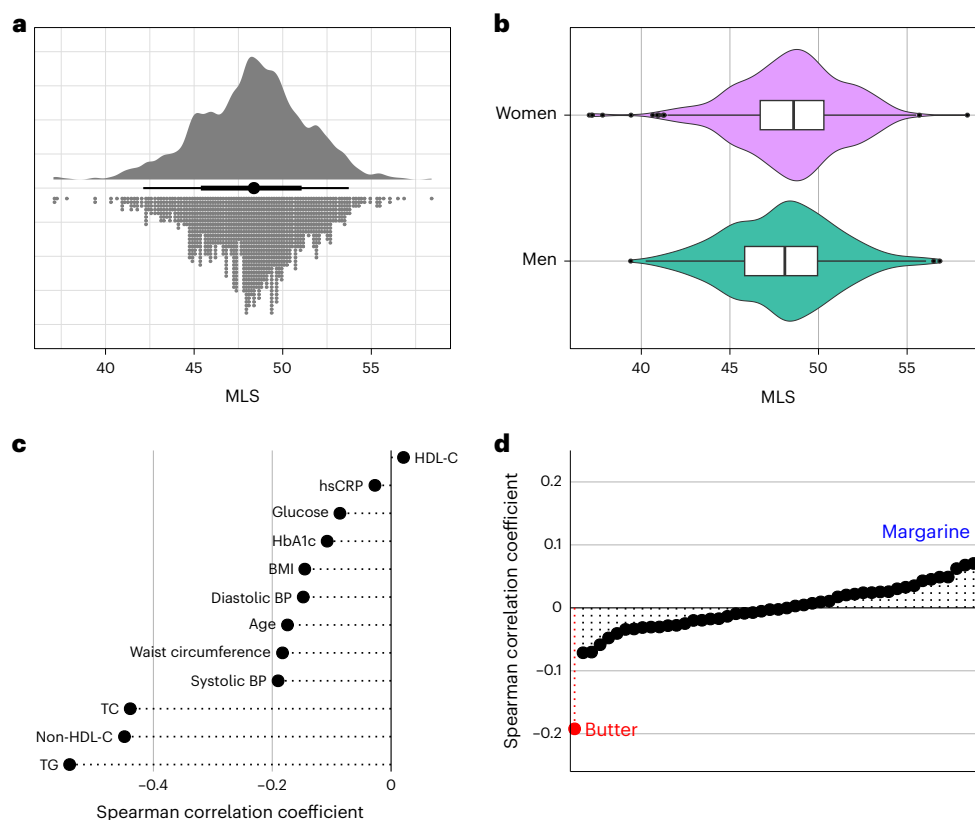 a
40 45 50 55
MLS
b
Women
Men
40 45 50 55
MLS
c
HDL-C
hsCRP
Glucose
HbA1c
BMI
Diastolic BP
Age
Waist circumference
Systolic BP
TC
Non-HDL-C
TG
−0.4 −0.2 0
Spearman correlation coefficient
d
Spearman correlation coefficient
0.2
0.1
0
−0.1
−0.2
Margarine
Butter